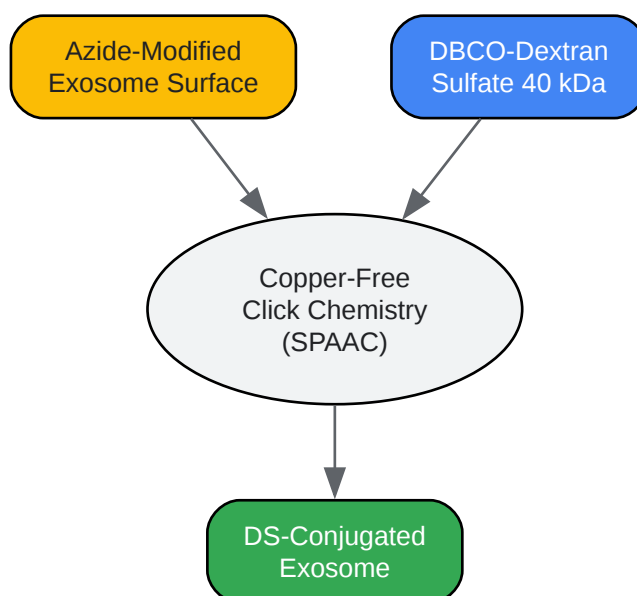 Azide-Modified
Exosome Surface
DBCO-Dextran
Sulfate 40 kDa
Copper-Free
Click Chemistry
(SPAAC)
DS-Conjugated
Exosome